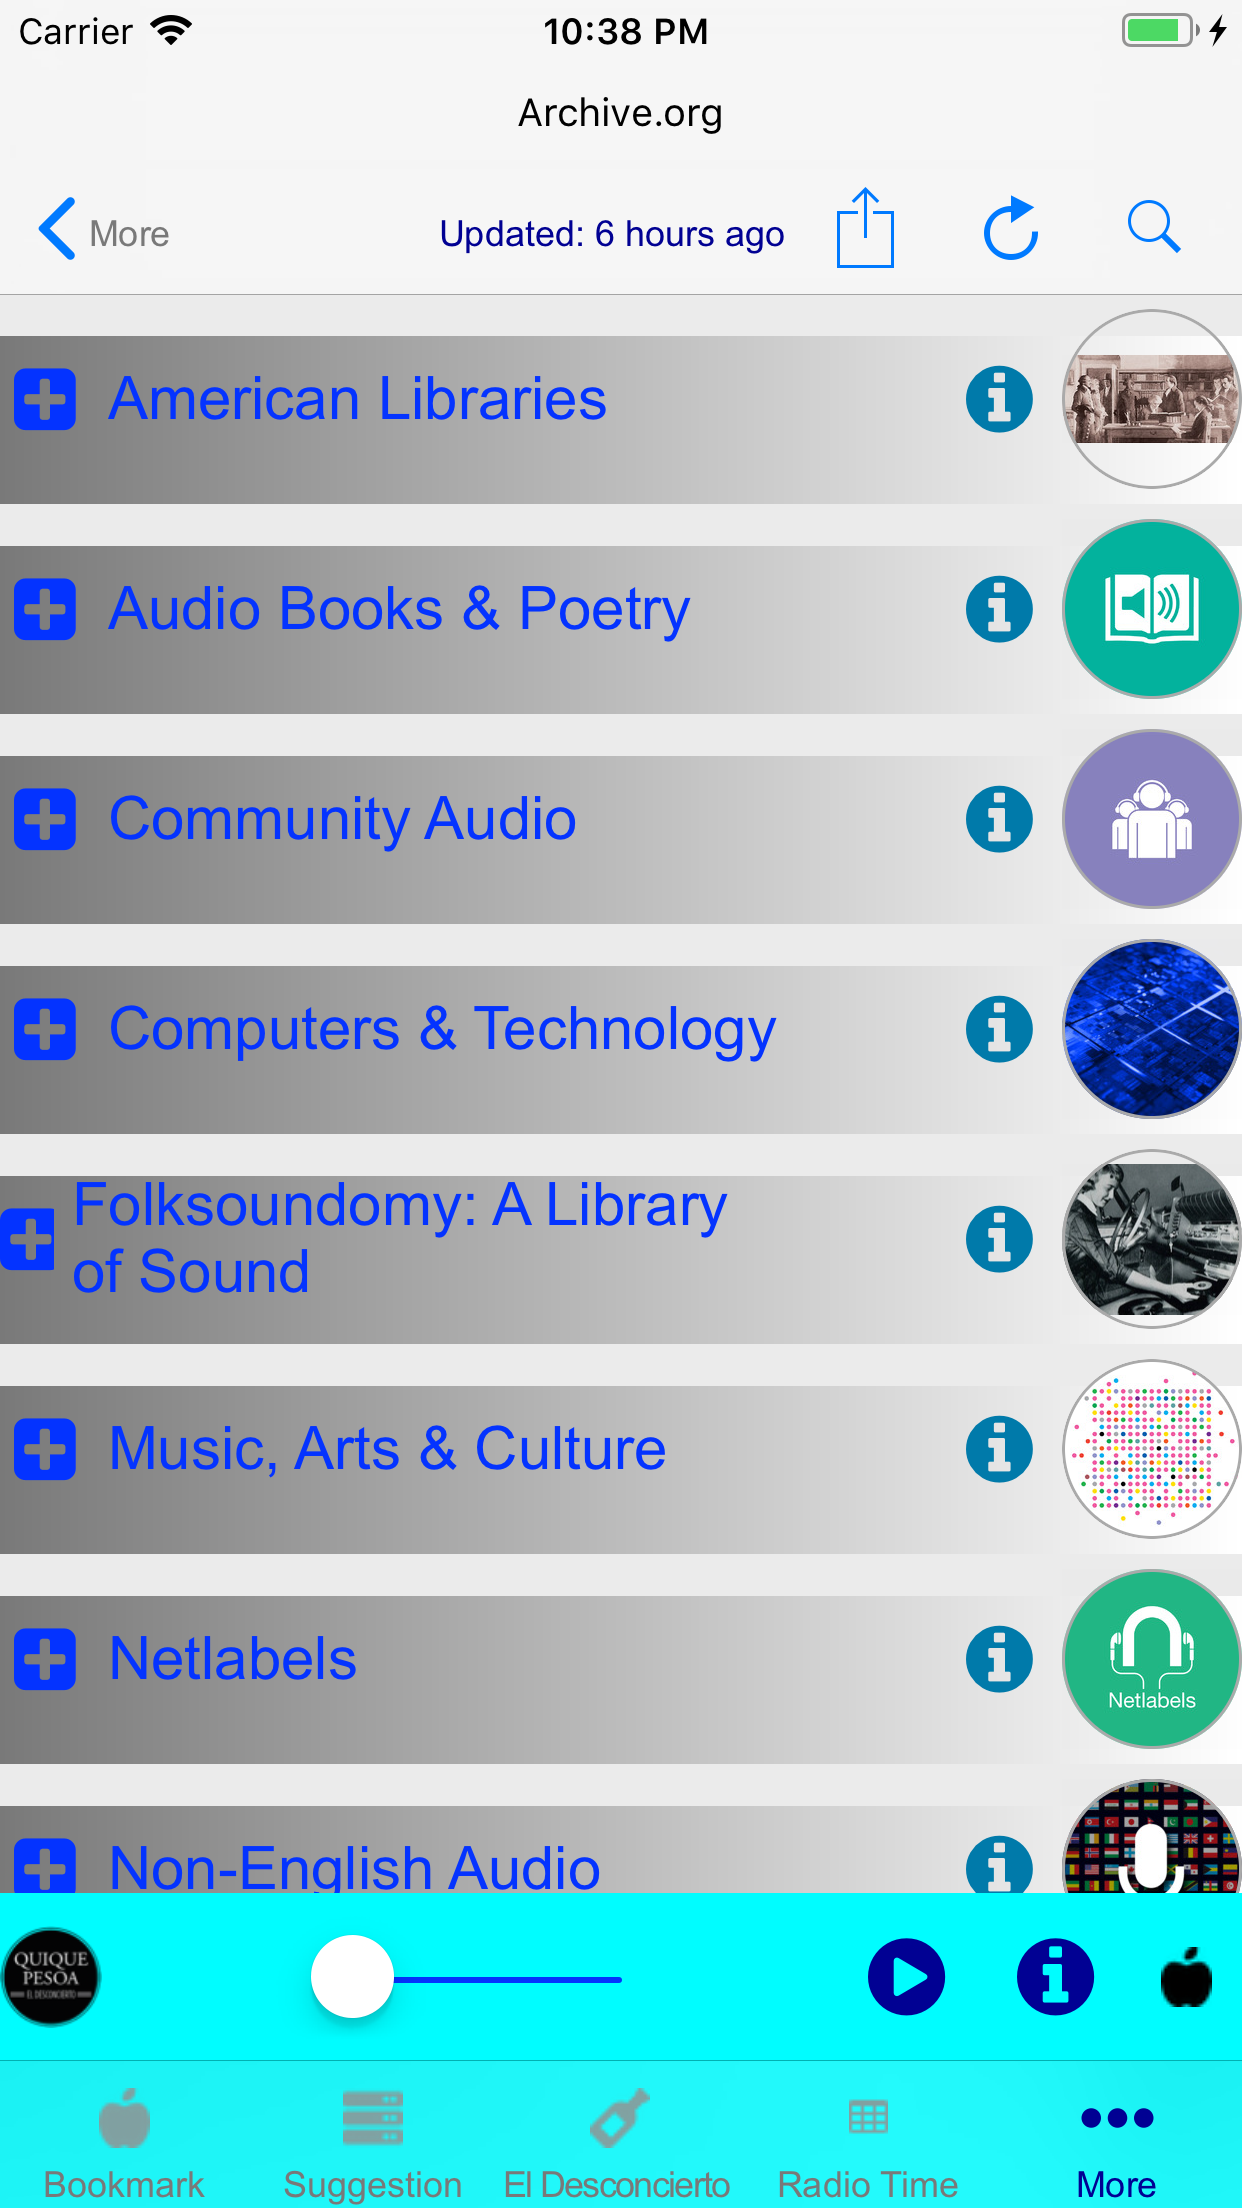 Carrier 10:38 PM
Archive.org
More Updated: 6 hours ago
American Libraries
Audio Books & Poetry
Community Audio
Computers & Technology
Folksoundomy: A Library
of Sound
Music, Arts & Culture
Netlabels
Netlabels
Non-English Audio
QUIQUE
PESOA
EL DESCONCIERTO
Bookmark Suggestion El Desconcierto Radio Time More